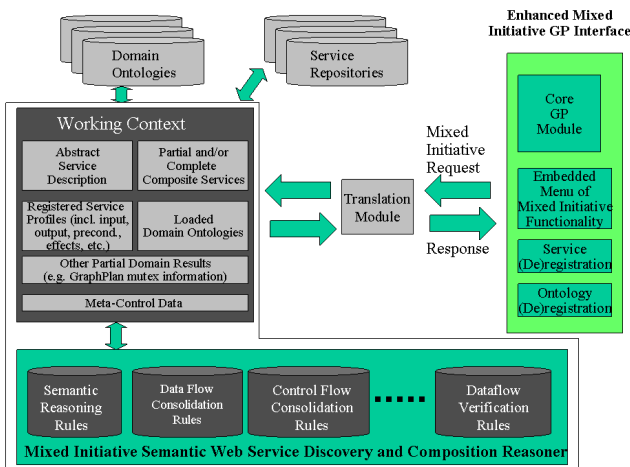 Enhanced Mixed
Initiative GP Interface
Domain
Ontologies
Service
Repositories
Working Context
Abstract
Service
Description
Partial and/or
Complete
Composite Services
Registered Service
Profiles (incl. input,
output, precond.,
effects, etc.)
Loaded
Domain Ontologies
Other Partial Domain Results
(e.g. GraphPlan mutex information)
Meta-Control Data
Translation
Module
Mixed
Initiative
Request
Response
Core
GP
Module
Embedded
Menu of
Mixed Initiative
Functionality
Service
(De)registration
Ontology
(De)registration
Semantic
Reasoning
Rules
Data Flow
Consolidation
Rules
Control Flow
Consolidation
Rules
Dataflow
Verification
Rules
Mixed Initiative Semantic Web Service Discovery and Composition Reasoner